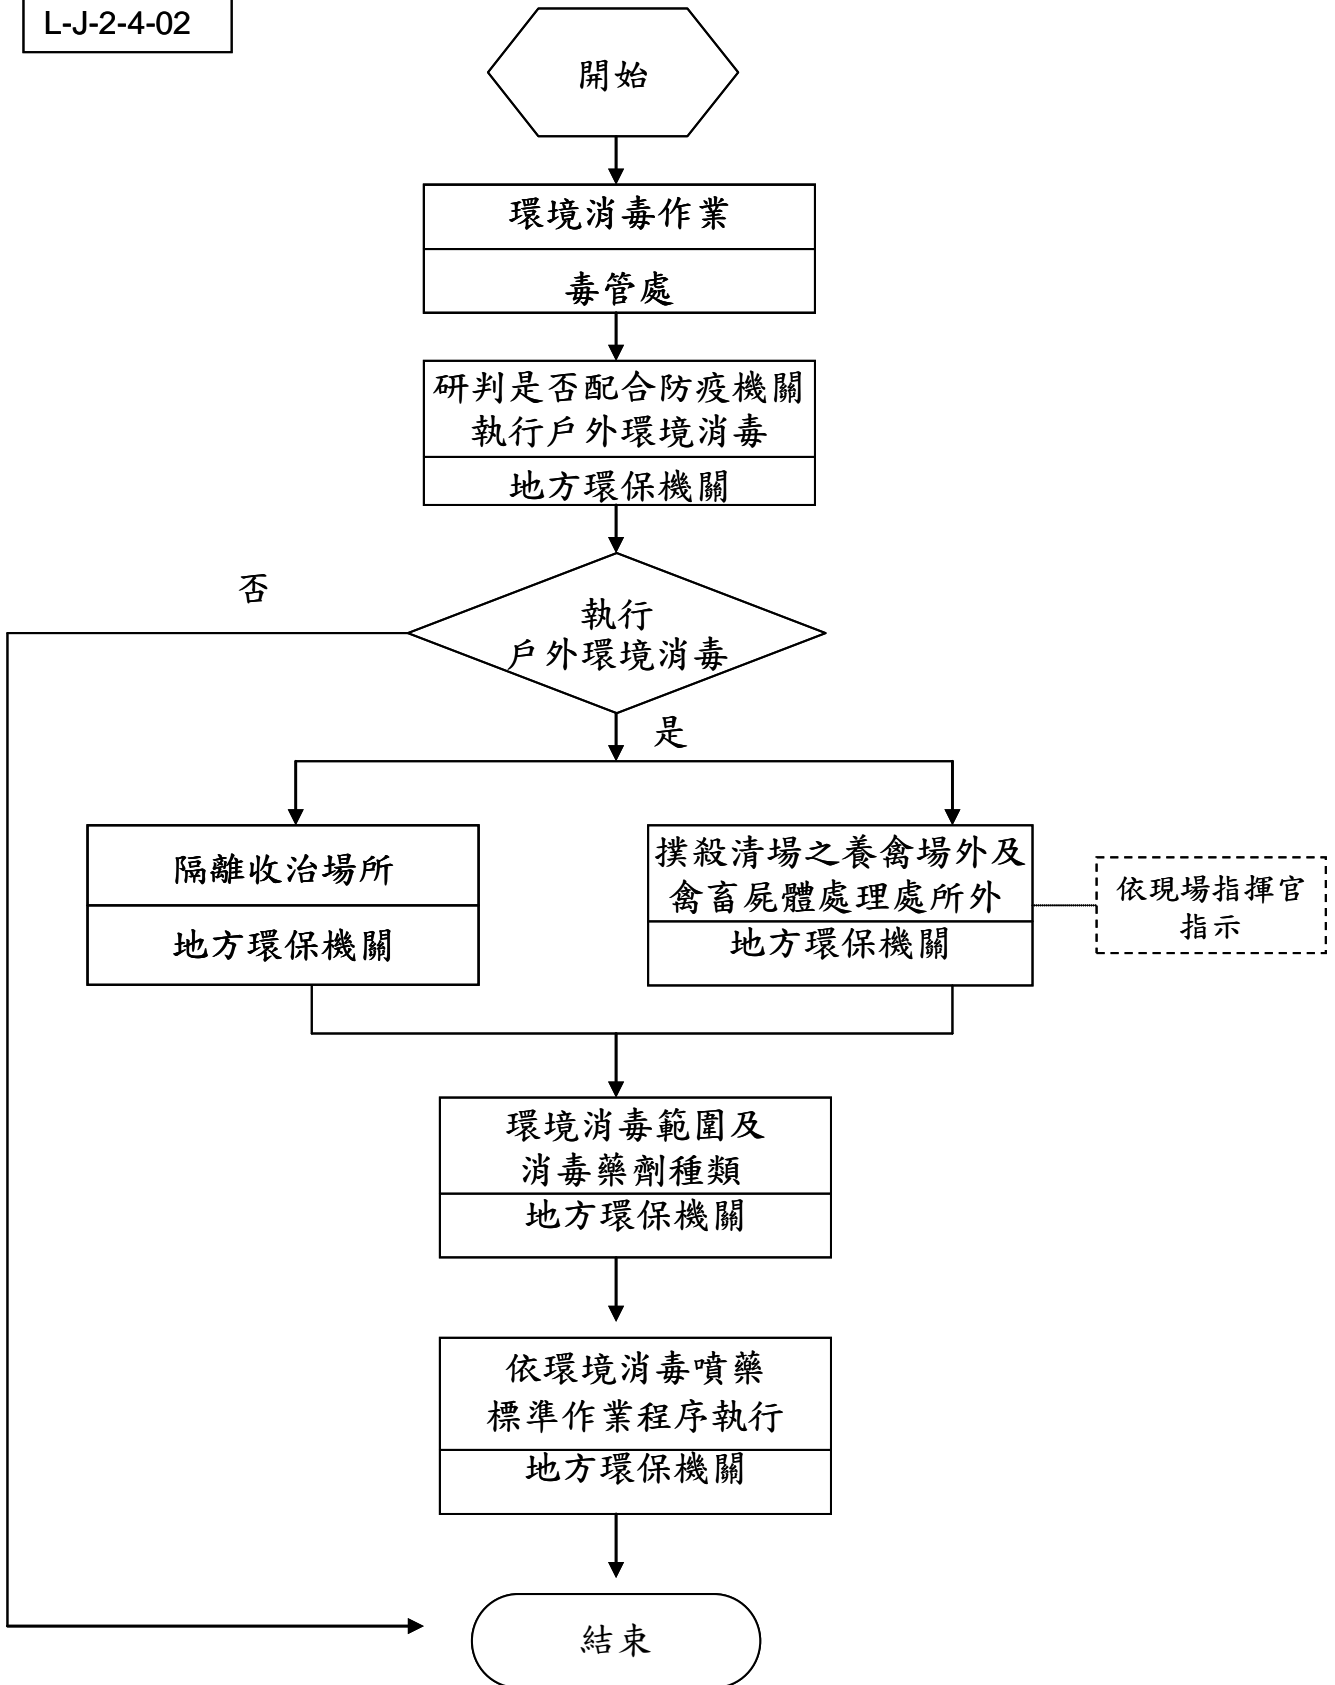 L-J-2-4-02
開始
環境消毒作業
毒管處
研判是否配合防疫機關
執行戶外環境消毒
地方環保機關
否
執行
戶外環境消毒
是
隔離收治場所
地方環保機關
撲殺清場之養禽場外及
禽畜屍體處理處所外
地方環保機關
依現場指揮官
指示
環境消毒範圍及
消毒藥劑種類
地方環保機關
依環境消毒噴藥
標準作業程序執行
地方環保機關
結束